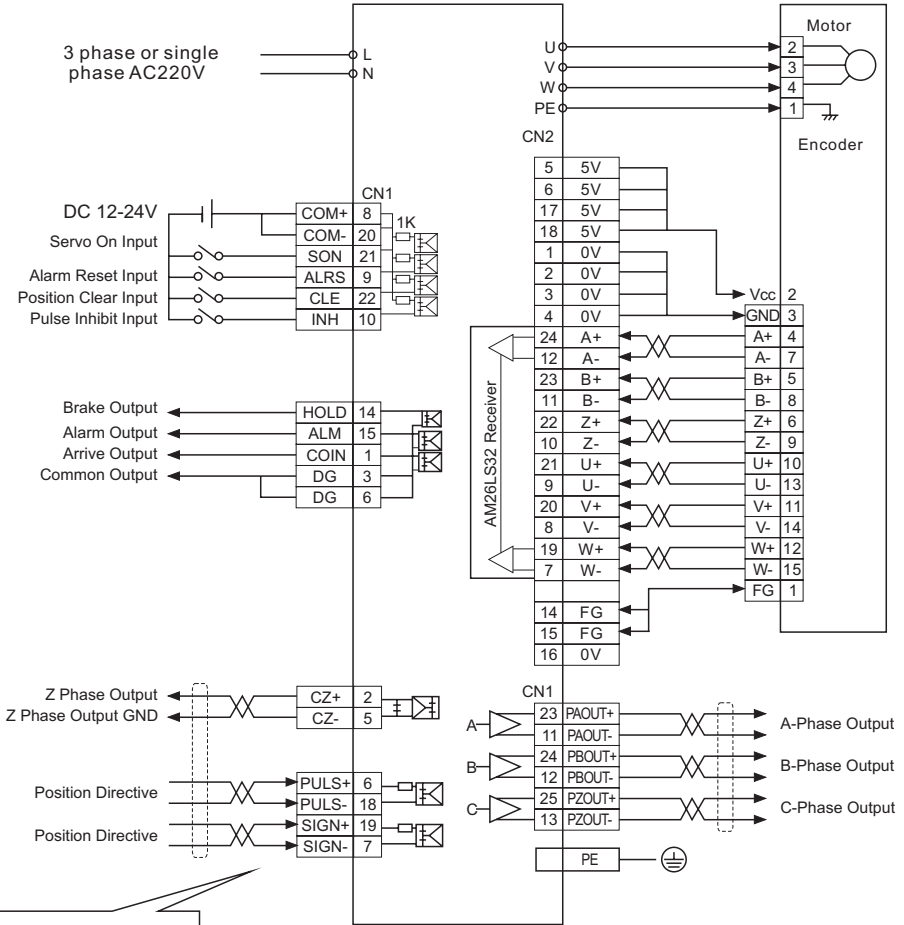 3 phase or single
phase AC220V
L
N
U
V
W
PE
CN2
Motor
2
3
4
1
Encoder
CN1
DC 12-24V
COM+ 8
1K
COM- 20
Servo On Input
SON 21
Alarm Reset Input
ALRS 9
Position Clear Input
CLE 22
Pulse Inhibit Input
INH 10
Brake Output
HOLD 14
Alarm Output
ALM 15
Arrive Output
COIN 1
Common Output
DG 3
DG 6
Z Phase Output
CZ+ 2
Z Phase Output GND
CZ- 5
Position Directive
PULS+ 6
PULS- 18
Position Directive
SIGN+ 19
SIGN- 7
5 5V
6 5V
17 5V
18 5V
1 0V
2 0V
3 0V
4 0V
24 A+
12 A-
23 B+
11 B-
22 Z+
10 Z-
21 U+
9 U-
20 V+
8 V-
19 W+
7 W-
14 FG
15 FG
16 0V
AM26LS32 Receiver
Vcc 2
GND 3
A+ 4
A- 7
B+ 5
B- 8
Z+ 6
Z- 9
U+ 10
U- 13
V+ 11
V- 14
W+ 12
W- 15
FG 1
CN1
A
23 PAOUT+
11 PAOUT-
A-Phase Output
B
24 PBOUT+
12 PBOUT-
B-Phase Output
C
25 PZOUT+
13 PZOUT-
C-Phase Output
PE